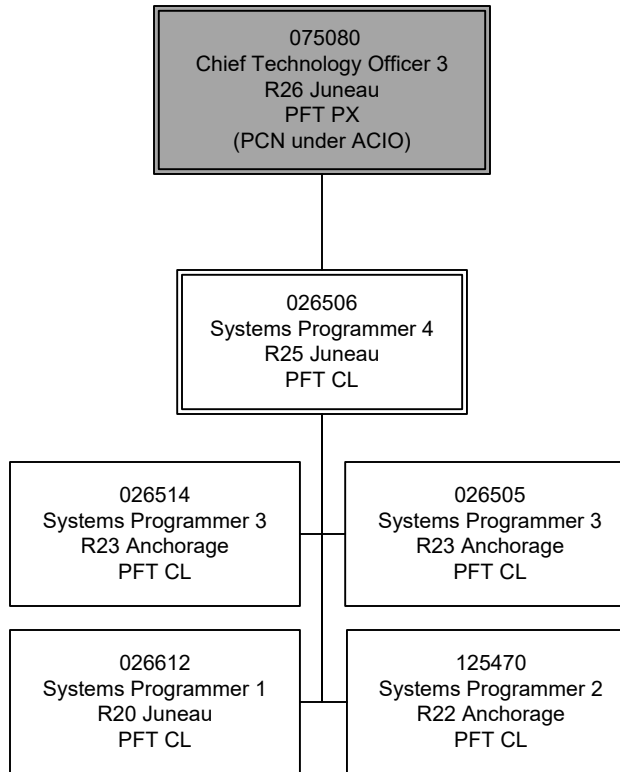 075080
Chief Technology Officer 3
R26 Juneau
PFT PX
(PCN under ACIO)
026506
Systems Programmer 4
R25 Juneau
PFT CL
026514
Systems Programmer 3
R23 Anchorage
PFT CL
026505
Systems Programmer 3
R23 Anchorage
PFT CL
026612
Systems Programmer 1
R20 Juneau
PFT CL
125470
Systems Programmer 2
R22 Anchorage
PFT CL